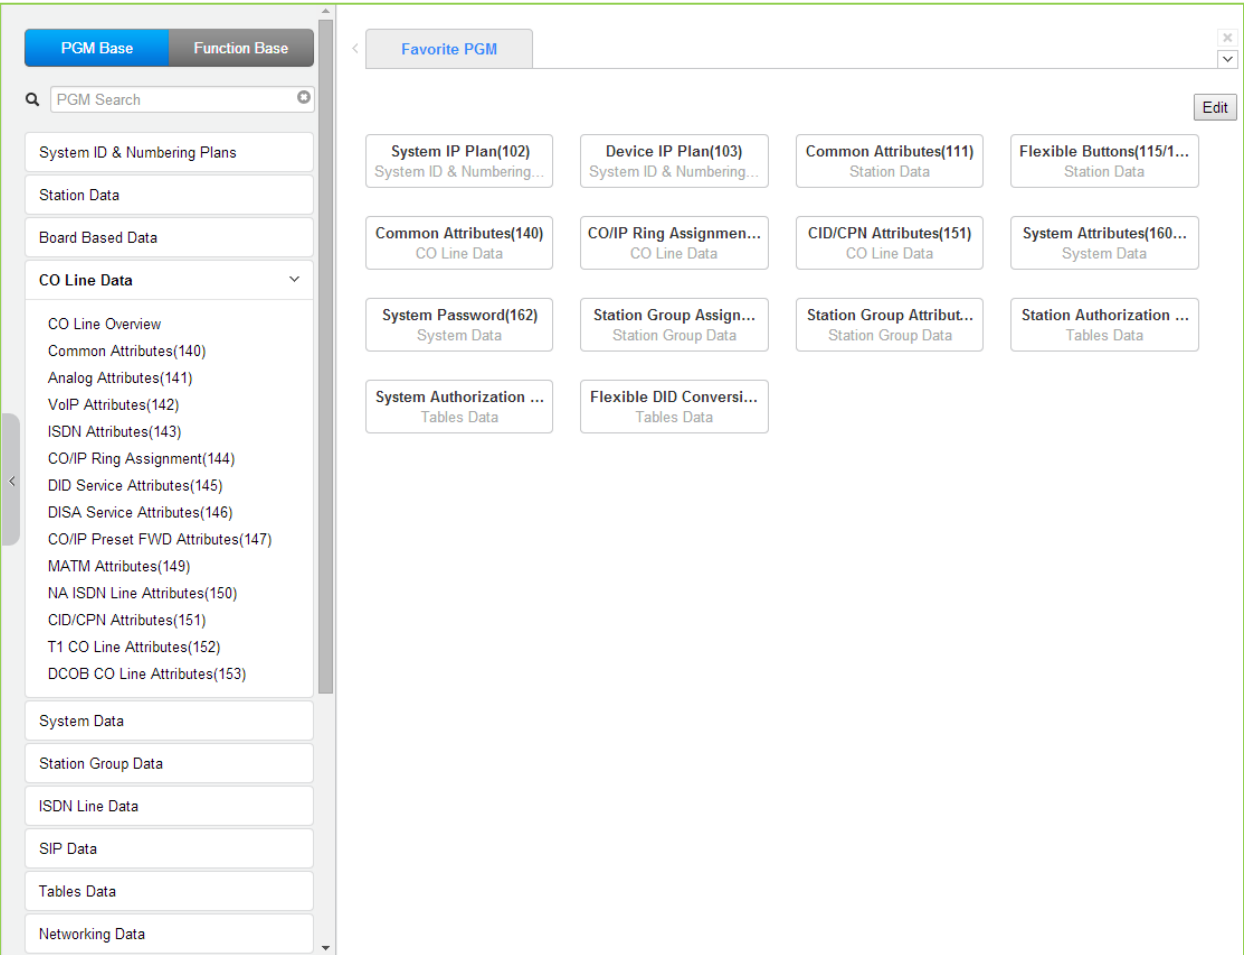 PGM Base
Function Base
PGM Search
System ID & Numbering Plans
Station Data
Board Based Data
CO Line Data
CO Line Overview
Common Attributes(140)
Analog Attributes(141)
VoIP Attributes(142)
ISDN Attributes(143)
CO/IP Ring Assignment(144)
DID Service Attributes(145)
DISA Service Attributes(146)
CO/IP Preset FWD Attributes(147)
MATM Attributes(149)
NA ISDN Line Attributes(150)
CID/CPN Attributes(151)
T1 CO Line Attributes(152)
DCOB CO Line Attributes(153)
System Data
Station Group Data
ISDN Line Data
SIP Data
Tables Data
Networking Data
Favorite PGM
Edit
System IP Plan(102)
System ID & Numbering...
Device IP Plan(103)
System ID & Numbering...
Common Attributes(111)
Station Data
Flexible Buttons(115/1...
Station Data
Common Attributes(140)
CO Line Data
CO/IP Ring Assignmen...
CO Line Data
CID/CPN Attributes(151)
CO Line Data
System Attributes(160...
System Data
System Password(162)
System Data
Station Group Assign...
Station Group Data
Station Group Attribut...
Station Group Data
Station Authorization ...
Tables Data
System Authorization ...
Tables Data
Flexible DID Conversi...
Tables Data